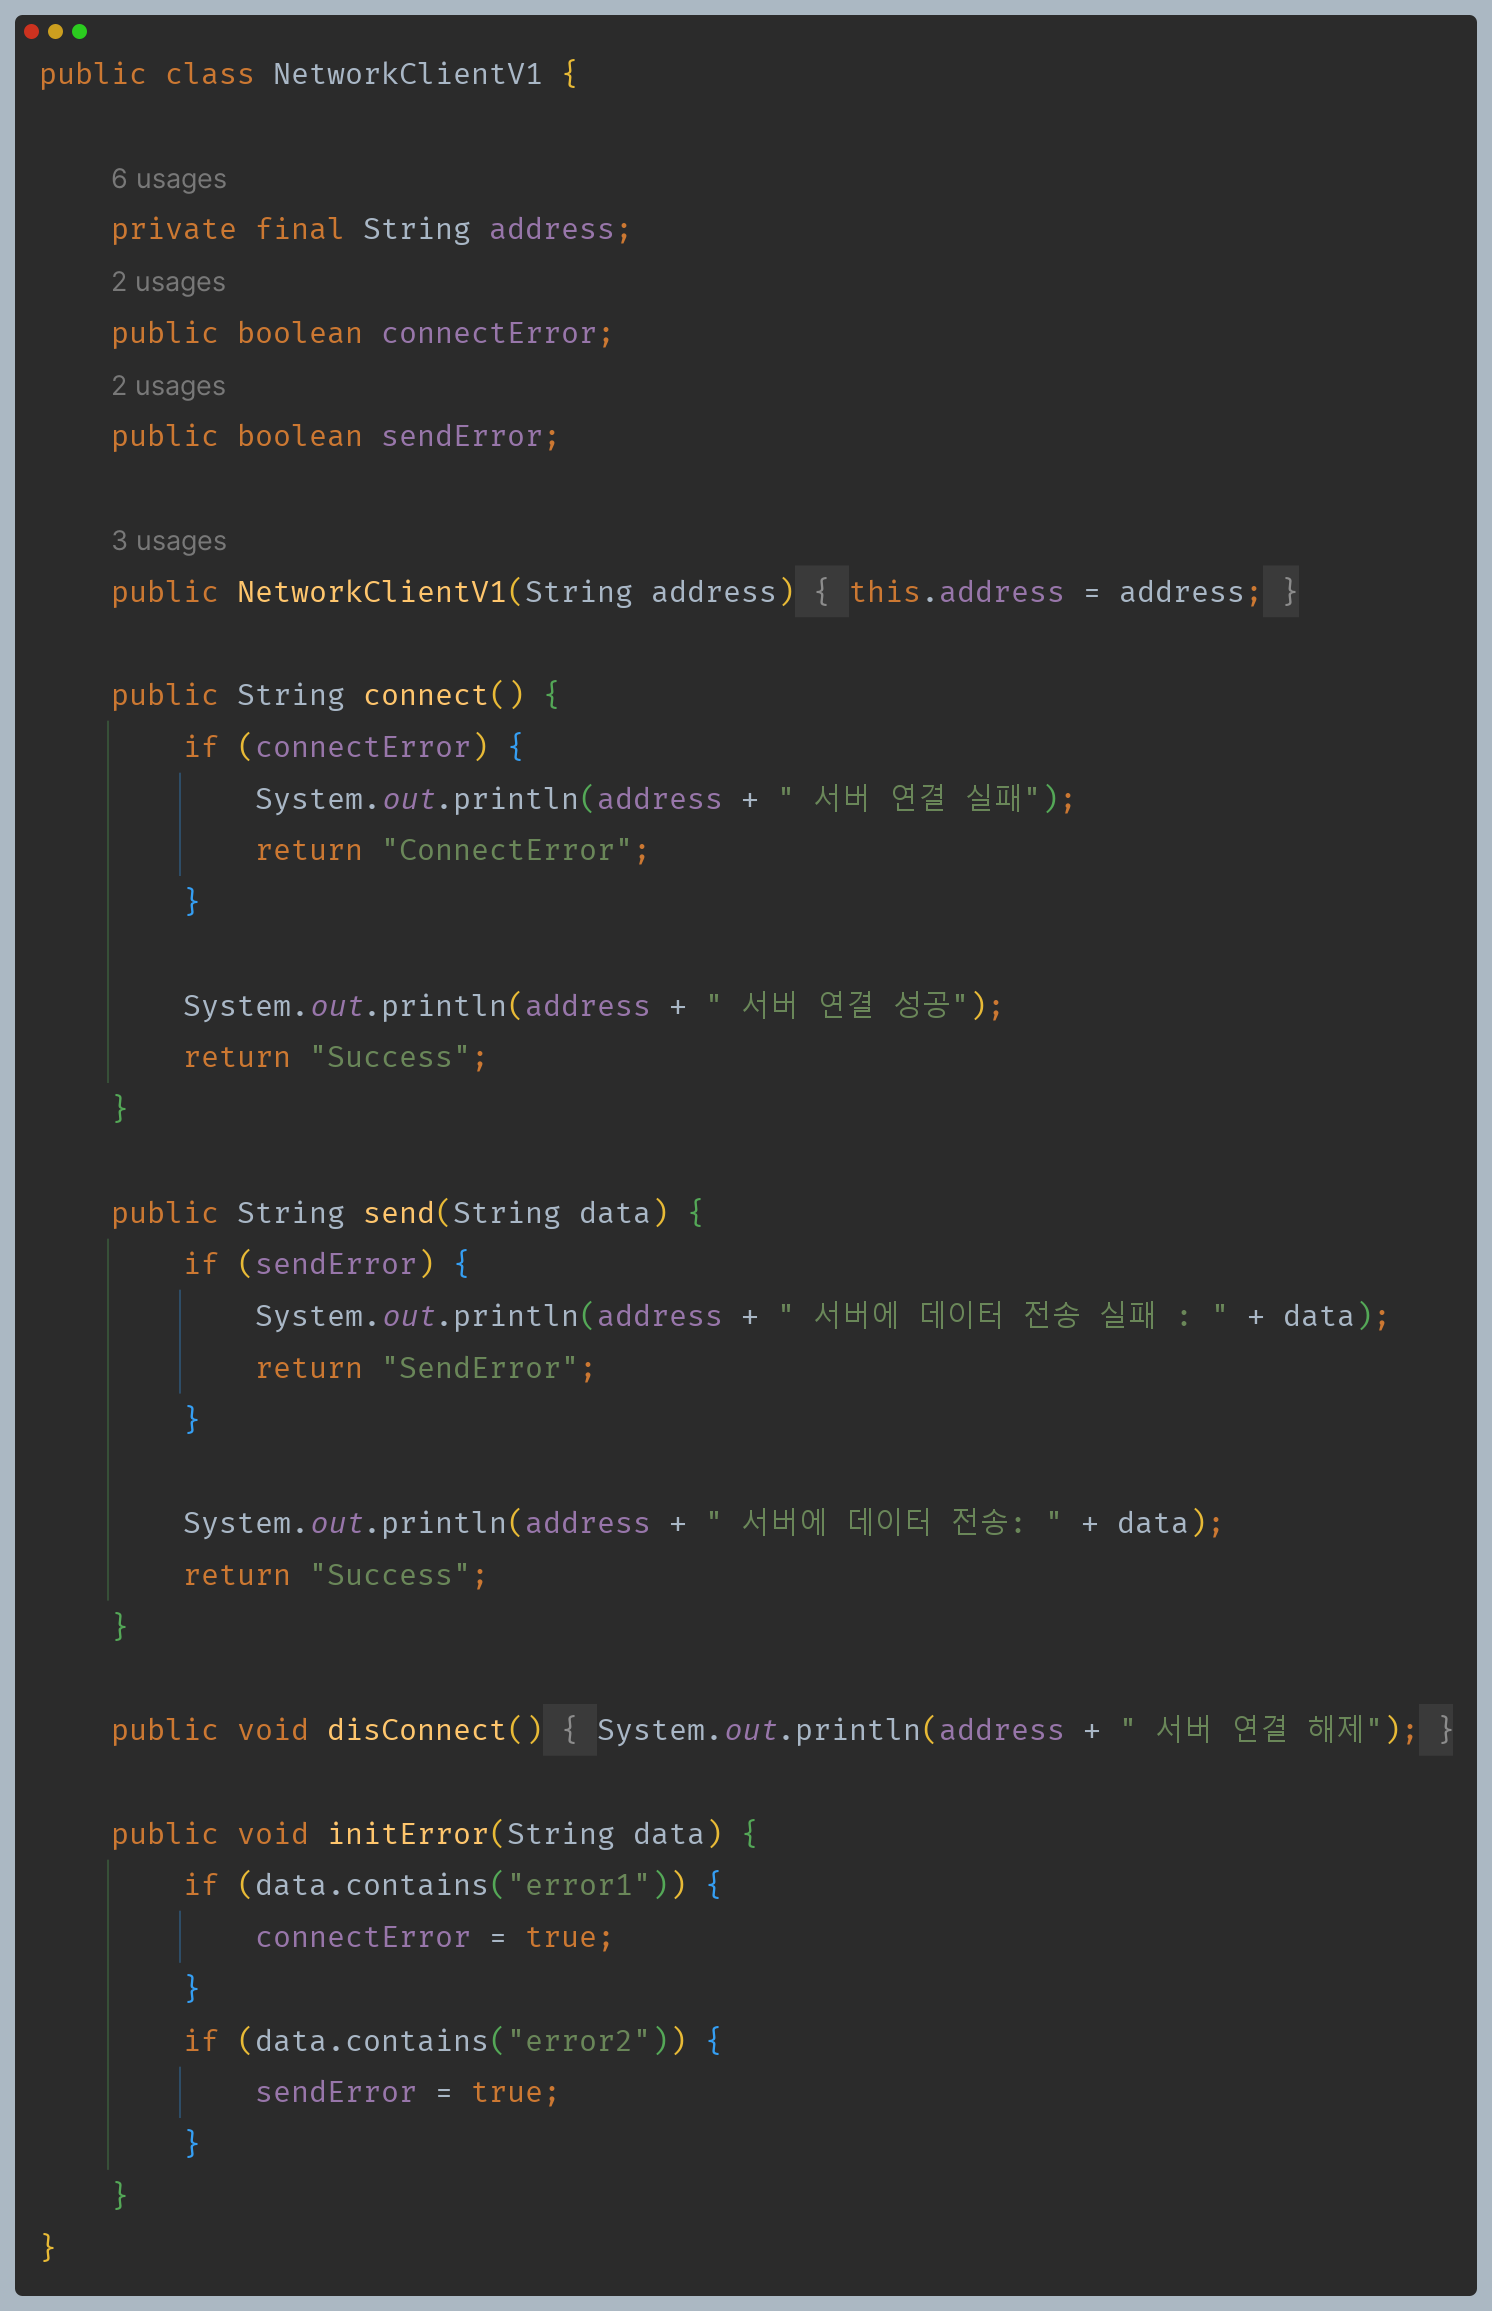 public class NetworkClientV1 {
6 usages
private final String address;
2 usages
public boolean connectError;
2 usages
public boolean sendError;
3 usages
public NetworkClientV1(String address) { this.address = address; }
public String connect() {
if (connectError) {
System.out.println(address + " 서버 연결 실패");
return "ConnectError";
}
System.out.println(address + " 서버 연결 성공");
return "Success";
}
public String send(String data) {
if (sendError) {
System.out.println(address + " 서버에 데이터 전송 실패 : " + data);
return "SendError";
}
System.out.println(address + " 서버에 데이터 전송: " + data);
return "Success";
}
public void disConnect() { System.out.println(address + " 서버 연결 해제"); }
public void initError(String data) {
if (data.contains("error1")) {
connectError = true;
}
if (data.contains("error2")) {
sendError = true;
}
}
}